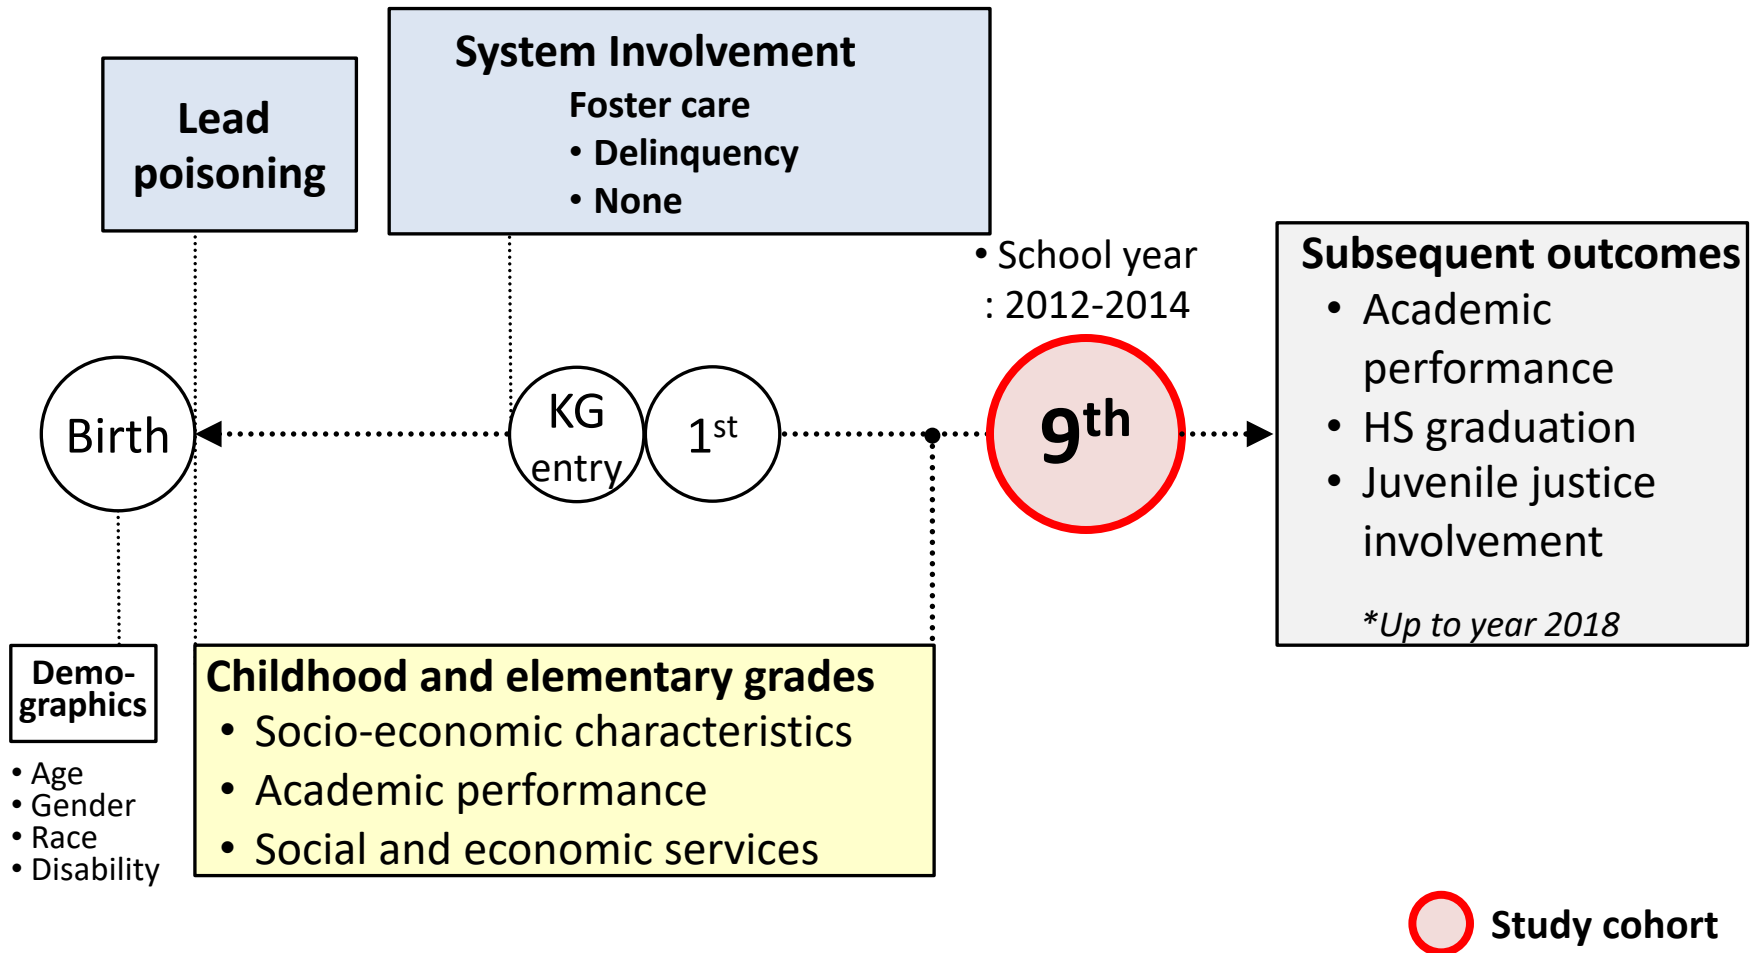 Lead
poisoning
System Involvement
Foster care
• Delinquency
• None
• School year
: 2012-2014
Birth
KG
entry
1st
9th
Subsequent outcomes
• Academic
performance
• HS graduation
• Juvenile justice
involvement
*Up to year 2018
Demo-
graphics
• Age
• Gender
• Race
• Disability
Childhood and elementary grades
• Socio-economic characteristics
• Academic performance
• Social and economic services
Study cohort